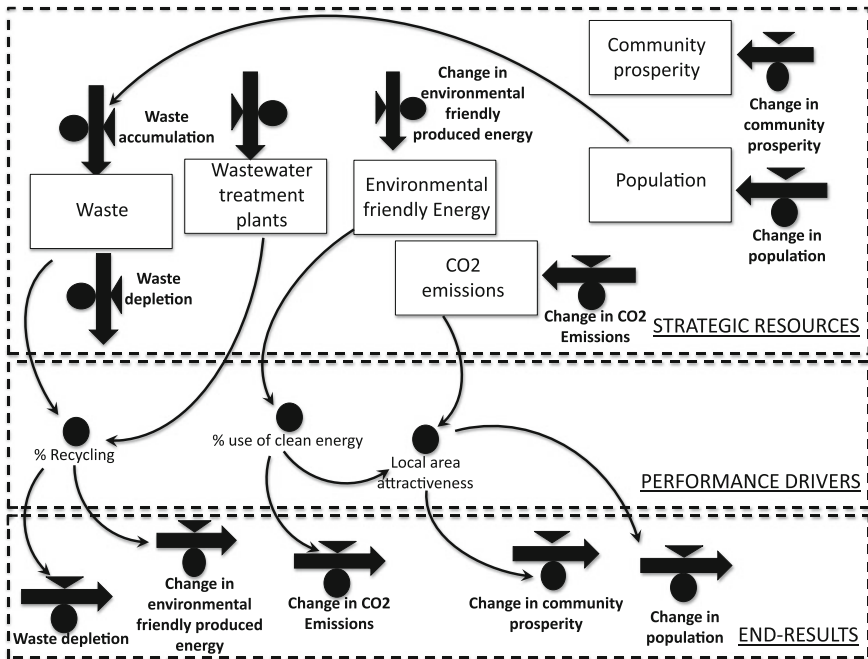 Community
prosperity
Change in
community
prosperity
Change in
environmental
friendly
produced energy
Waste
accumulation
Waste
Wastewater
treatment
plants
Environmental
friendly Energy
Population
Change in
population
Waste
depletion
CO2
emissions
Change in CO2
Emissions
STRATEGIC RESOURCES
% Recycling
% use of clean energy
Local area
attractiveness
PERFORMANCE DRIVERS
Waste depletion
Change in
environmental
friendly produced
energy
Change in CO2
Emissions
Change in community
prosperity
Change in
population
END-RESULTS